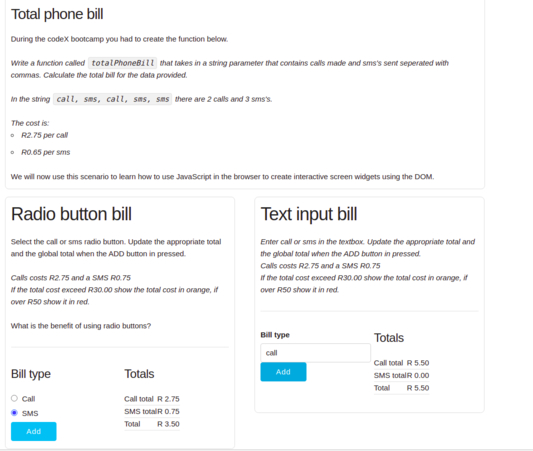 Total phone bill
During the codeX bootcamp you had to create the function below.
Write a function called totalPhoneBill that takes in a string parameter that contains calls made and sms's sent seperated with
commas. Calculate the total bill for the data provided.
In the string call, sms, call, sms, sms there are 2 calls and 3 sms's.
The cost is:
R2.75 per call
R0.65 per sms
We will now use this scenario to learn how to use JavaScript in the browser to create interactive screen widgets using the DOM.
Radio button bill
Select the call or sms radio button. Update the appropriate total
and the global total when the ADD button in pressed.
Calls costs R2.75 and a SMS R0.75
If the total cost exceed R30.00 show the total cost in orange, if
over R50 show it in red.
What is the benefit of using radio buttons?
Bill type
Call
SMS
Add
Totals
Call total R 2.75
SMS total R 0.75
Total R 3.50
Text input bill
Enter call or sms in the textbox. Update the appropriate total and
the global total when the ADD button in pressed.
Calls costs R2.75 and a SMS R0.75
If the total cost exceed R30.00 show the total cost in orange, if
over R50 show it in red.
Bill type
call
Add
Totals
Call total R 5.50
SMS total R 0.00
Total R 5.50